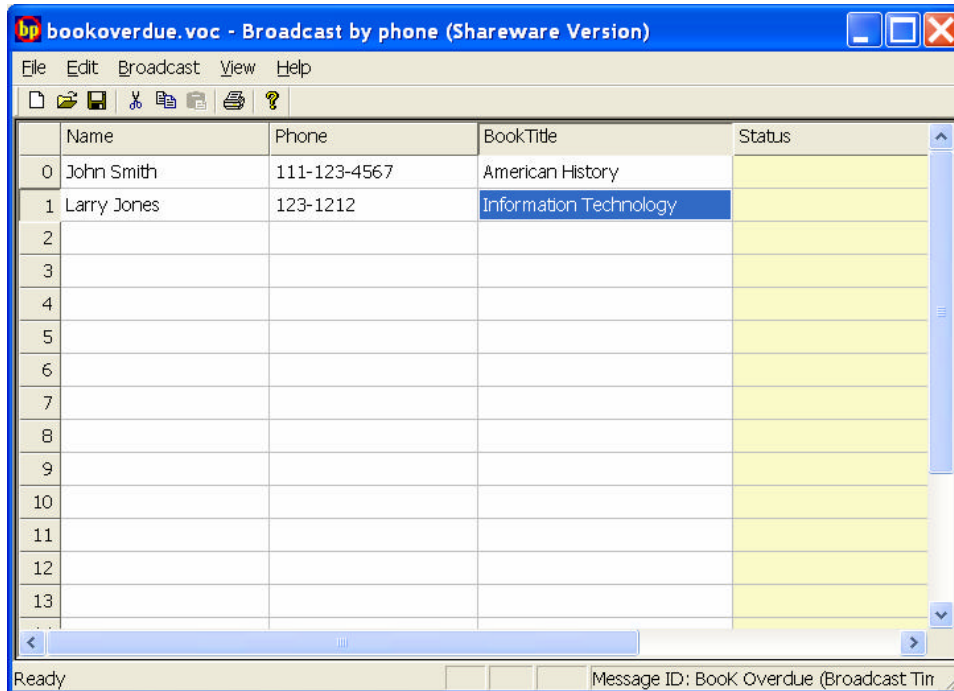 bp bookoverdue.voc - Broadcast by phone (Shareware Version)
File Edit Broadcast View Help
Name Phone BookTitle Status
0 John Smith 111-123-4567 American History
1 Larry Jones 123-1212 Information Technology
2
3
4
5
6
7
8
9
10
11
12
13
Ready Message ID: BooK Overdue (Broadcast Tim